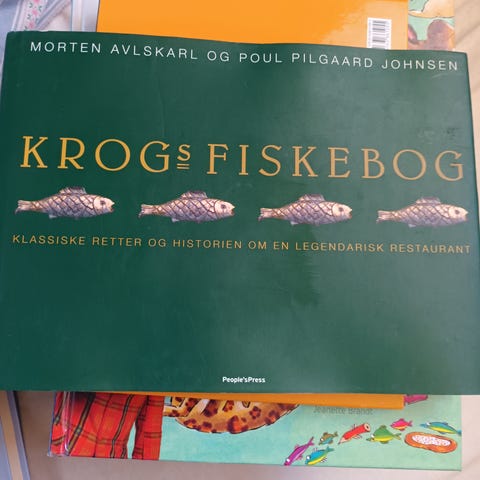 MORTEN AVLSKARL OG POUL PILGAARD JOHNSEN
KROGs FISKEBOG
KLASSISKE RETTER OG HISTORIEN OM EN LEGENDARISK RESTAURANT
People'sPress
Jeanette Brandt